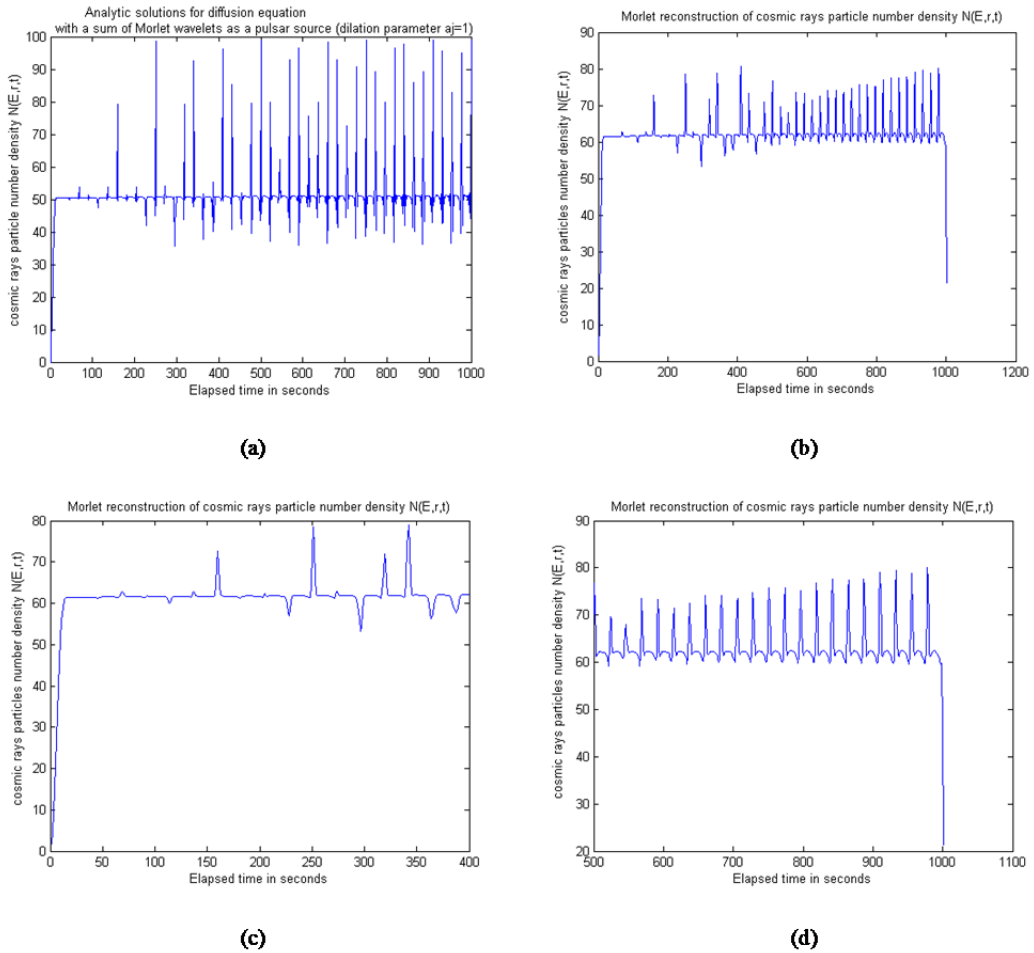 Analytic solutions for diffusion equation
with a sum of Morlet wavelets as a pulsar source (dilation parameter aj=1)
100
90
80
70
60
50
40
30
20
10
0
cosmic rays particle number density N(E,r,t)
0 100 200 300 400 500 600 700 800 900 1000
Elapsed time in seconds
(a)
Morlet reconstruction of cosmic rays particle number density N(E,r,t)
90
80
70
60
50
40
30
20
10
0
cosmic rays particles number density N(E,r,t)
0 200 400 600 800 1000 1200
Elapsed time in seconds
(b)
Morlet reconstruction of cosmic rays particle number density N(E,r,t)
80
70
60
50
40
30
20
10
0
cosmic rays particles number density N(E,r,t)
0 50 100 150 200 250 300 350 400
Elapsed time in seconds
(c)
Morlet reconstruction of cosmic rays particle number density N(E,r,t)
90
80
70
60
50
40
30
20
cosmic rays particles number density N(E,r,t)
500 600 700 800 900 1000 1100
Elapsed time in seconds
(d)